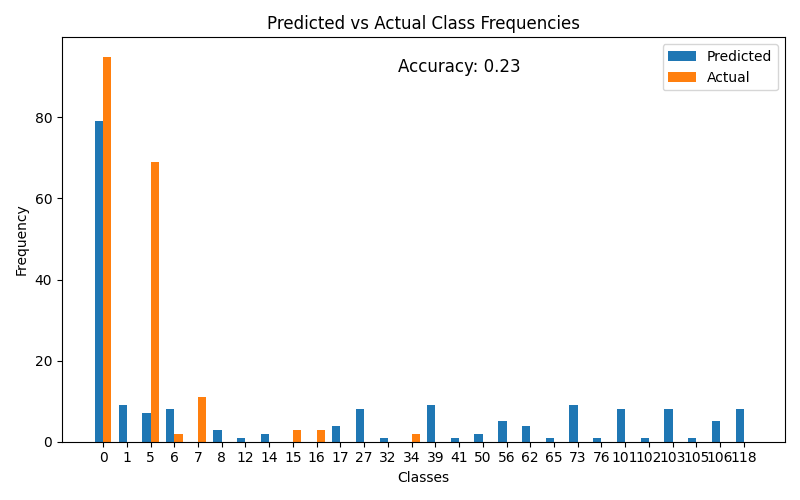 Predicted vs Actual Class Frequencies
Accuracy: 0.23
Predicted
Actual
Frequency
80
60
40
20
0
0 1 5 6 7 8 12 14 15 16 17 27 32 34 39 41 50 56 62 65 73 76 101 102 103 105 106 118
Classes